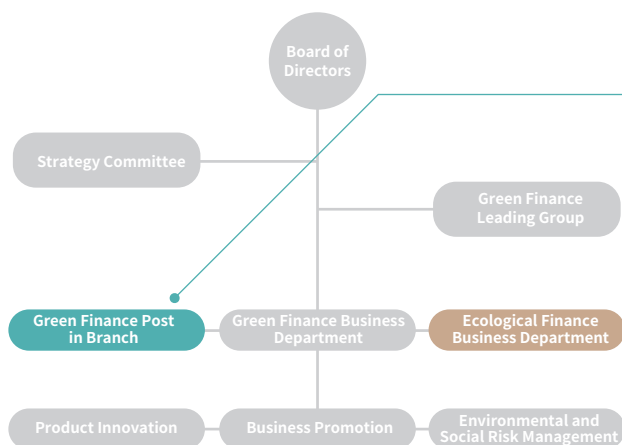 Board of
Directors
Strategy Committee
Green Finance
Leading Group
Green Finance Post
in Branch
Green Finance Business
Department
Ecological Finance
Business Department
Product Innovation
Business Promotion
Environmental and
Social Risk Management